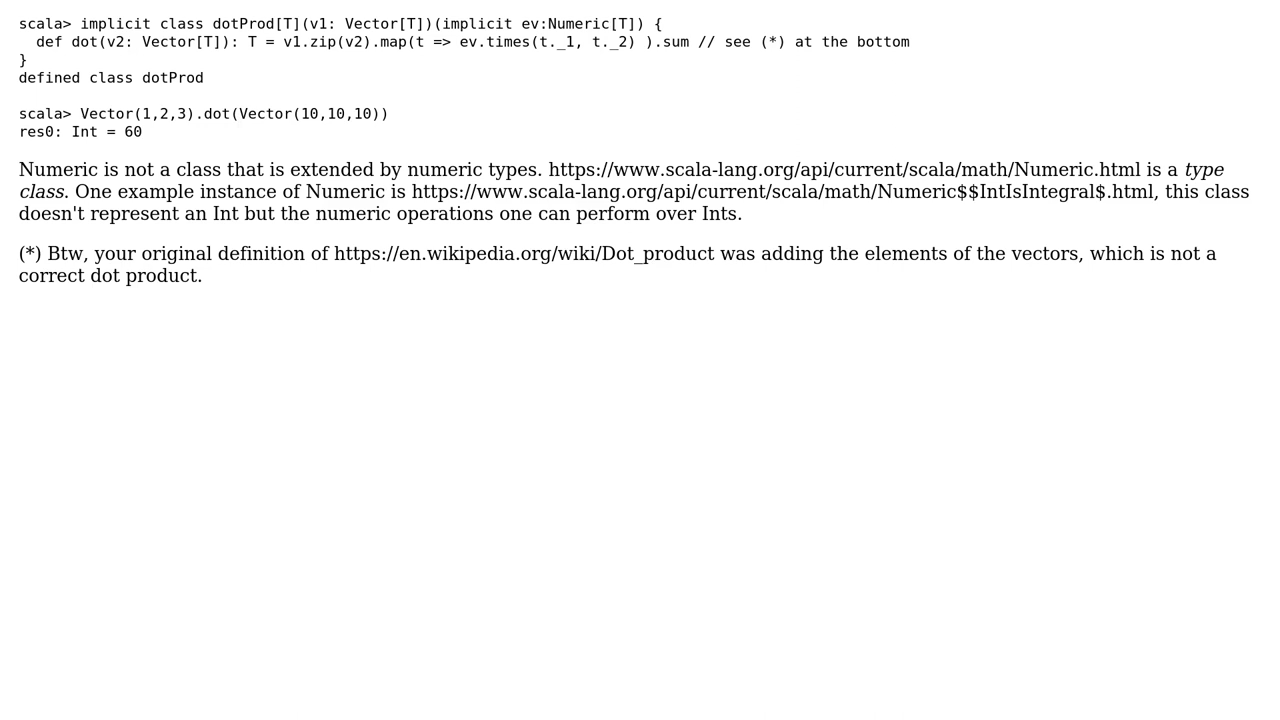 scala> implicit class dotProd[T](v1: Vector[T])(implicit ev:Numeric[T]) {
  def dot(v2: Vector[T]): T = v1.zip(v2).map(t => ev.times(t._1, t._2) ).sum // see (*) at the bottom
}
defined class dotProd

scala> Vector(1,2,3).dot(Vector(10,10,10))
res0: Int = 60

Numeric is not a class that is extended by numeric types. https://www.scala-lang.org/api/current/scala/math/Numeric.html is a type
class. One example instance of Numeric is https://www.scala-lang.org/api/current/scala/math/Numeric$$IntIsIntegral$.html, this class
doesn't represent an Int but the numeric operations one can perform over Ints.

(*) Btw, your original definition of https://en.wikipedia.org/wiki/Dot_product was adding the elements of the vectors, which is not a
correct dot product.